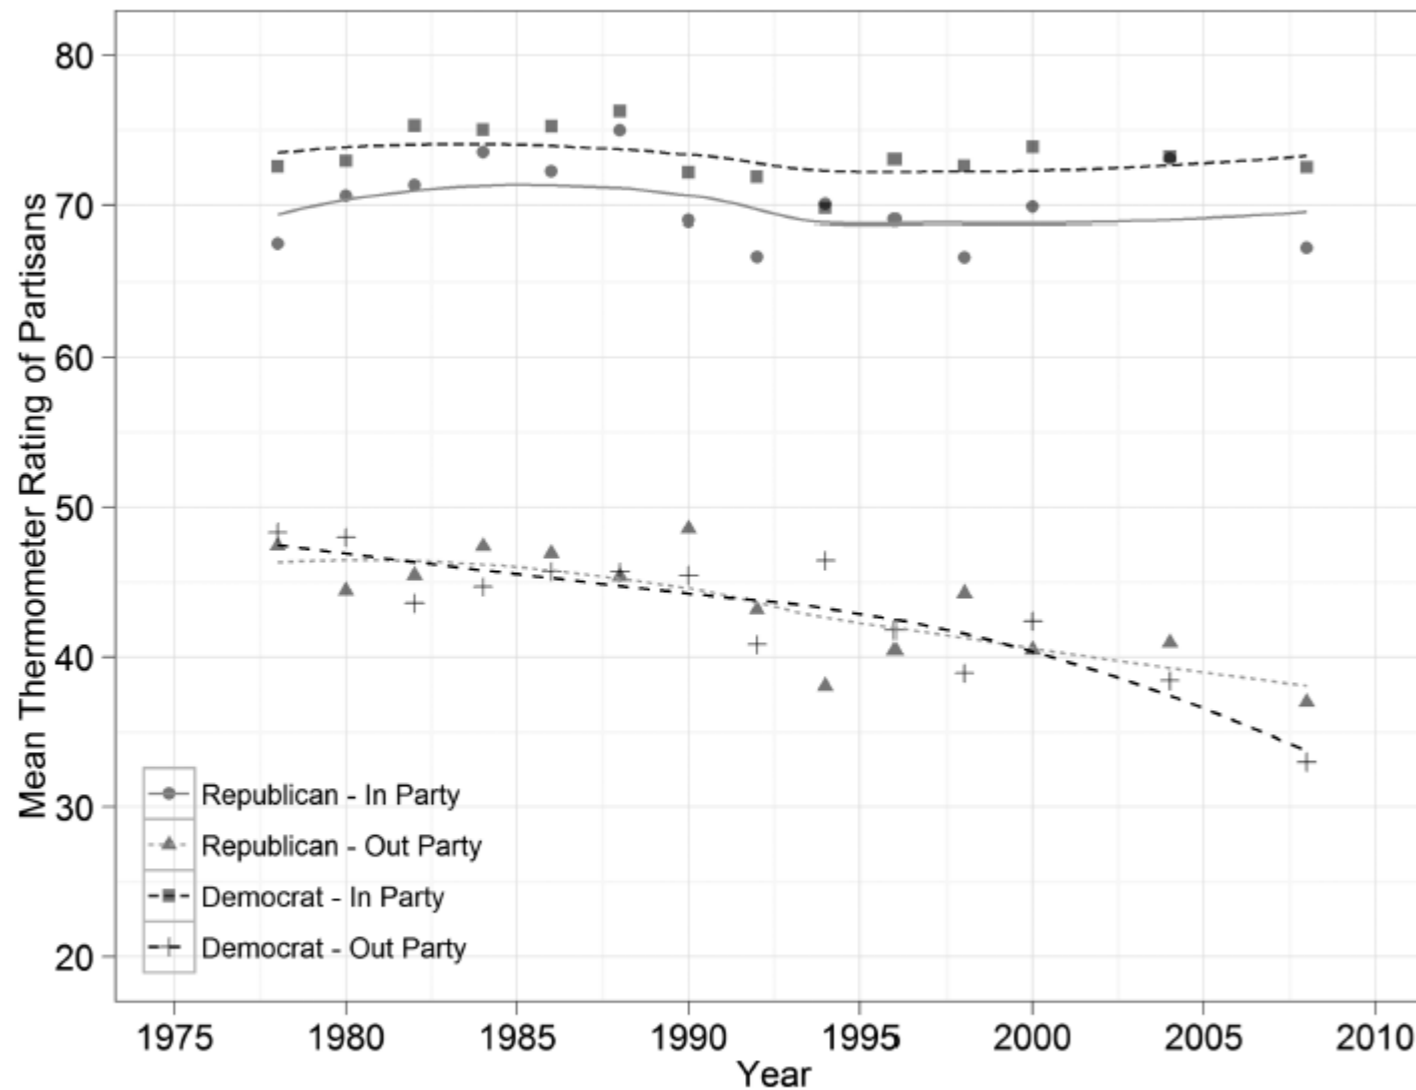 Mean Thermometer Rating of Partisans
80
70
60
50
40
30
20
Republican - In Party
Republican - Out Party
Democrat - In Party
Democrat - Out Party
1975 1980 1985 1990 1995 2000 2005 2010
Year